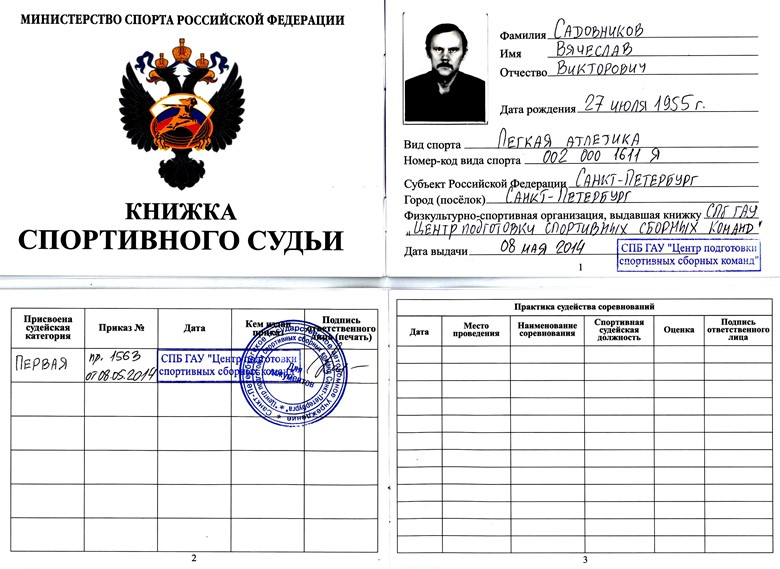 МИНИСТЕРСТВО СПОРТА РОССИЙСКОЙ ФЕДЕРАЦИИ
КНИЖКА
СПОРТИВНОГО СУДЬИ
Фамилия САДОВНИКОВ
Имя ВЯЧЕСЛАВ
Отчество ВИКТОРОВИЧ
Дата рождения 27 ИЮЛЯ 1955 г.
Вид спорта ЛЕГКАЯ АТЛЕТИКА
Номер-код вида спорта 002 000 1611 Я
Субъект Российской Федерации САНКТ-ПЕТЕРБУРГ
Город (посёлок) САНКТ-ПЕТЕРБУРГ
Физкультурно-спортивная организация, выдавшая книжку СПб ГАУ
„ЦЕНТР ПОДГОТОВКИ СПОРТИВНЫХ СБОРНЫХ КОМАНД"
Дата выдачи 08 МАЯ 2014
СПБ ГАУ "Центр подготовки
спортивных сборных команд"
1
Присвоена судейская категория
Приказ №
Дата
Кем издан приказ
Подпись ответственного лица (печать)
ПЕРВАЯ
пр. 1563
от 08.05.2014
СПБ ГАУ "Центр подготовки
спортивных сборных команд"
Для
документов
2
Практика судейства соревнований
Дата
Место проведения
Наименование соревнования
Спортивная судейская должность
Оценка
Подпись ответственного лица
3